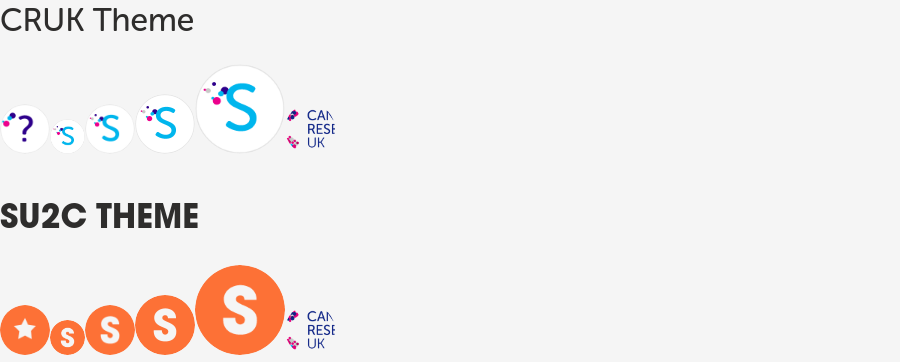 CRUK Theme
? S S S S
CAN
RESE
UK
SU2C THEME
S S S S
CAN
RESE
UK